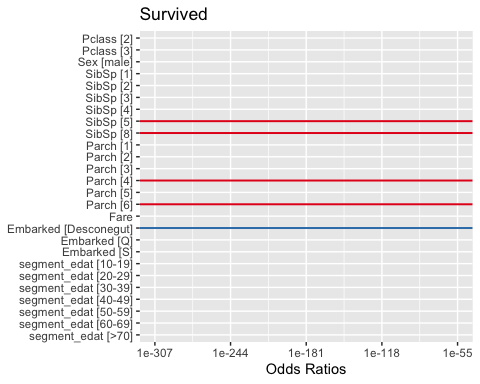 Survived
Pclass [2]
Pclass [3]
Sex [male]
SibSp [1]
SibSp [2]
SibSp [3]
SibSp [4]
SibSp [5]
SibSp [8]
Parch [1]
Parch [2]
Parch [3]
Parch [4]
Parch [5]
Parch [6]
Fare
Embarked [Desconegut]
Embarked [Q]
Embarked [S]
segment_edat [10-19]
segment_edat [20-29]
segment_edat [30-39]
segment_edat [40-49]
segment_edat [50-59]
segment_edat [60-69]
segment_edat [>70]
1e-307 1e-244 1e-181 1e-118 1e-55
Odds Ratios